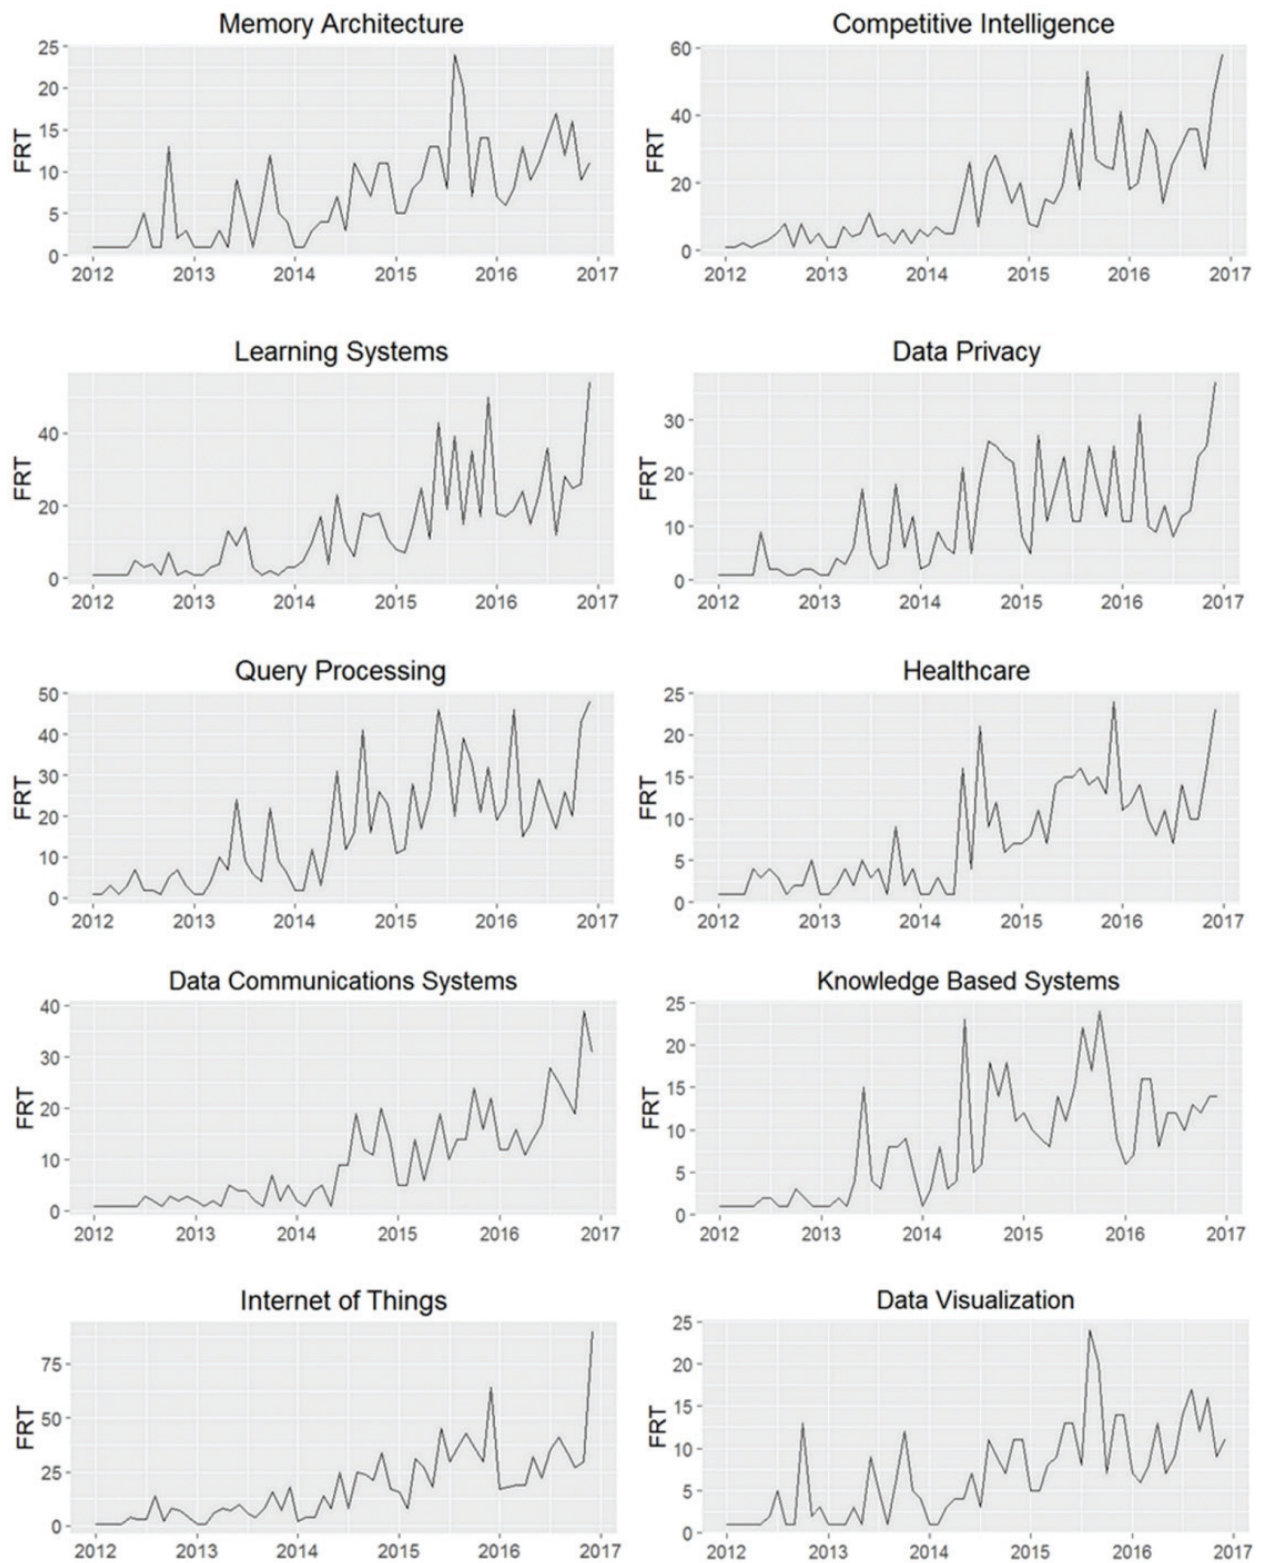 Memory Architecture
FRT
25
20
15
10
5
0
2012 2013 2014 2015 2016 2017
Competitive Intelligence
FRT
60
40
20
0
2012 2013 2014 2015 2016 2017
Learning Systems
FRT
40
20
0
2012 2013 2014 2015 2016 2017
Data Privacy
FRT
30
20
10
0
2012 2013 2014 2015 2016 2017
Query Processing
FRT
50
40
30
20
10
0
2012 2013 2014 2015 2016 2017
Healthcare
FRT
25
20
15
10
5
0
2012 2013 2014 2015 2016 2017
Data Communications Systems
FRT
40
30
20
10
0
2012 2013 2014 2015 2016 2017
Knowledge Based Systems
FRT
25
20
15
10
5
0
2012 2013 2014 2015 2016 2017
Internet of Things
FRT
75
50
25
0
2012 2013 2014 2015 2016 2017
Data Visualization
FRT
25
20
15
10
5
0
2012 2013 2014 2015 2016 2017